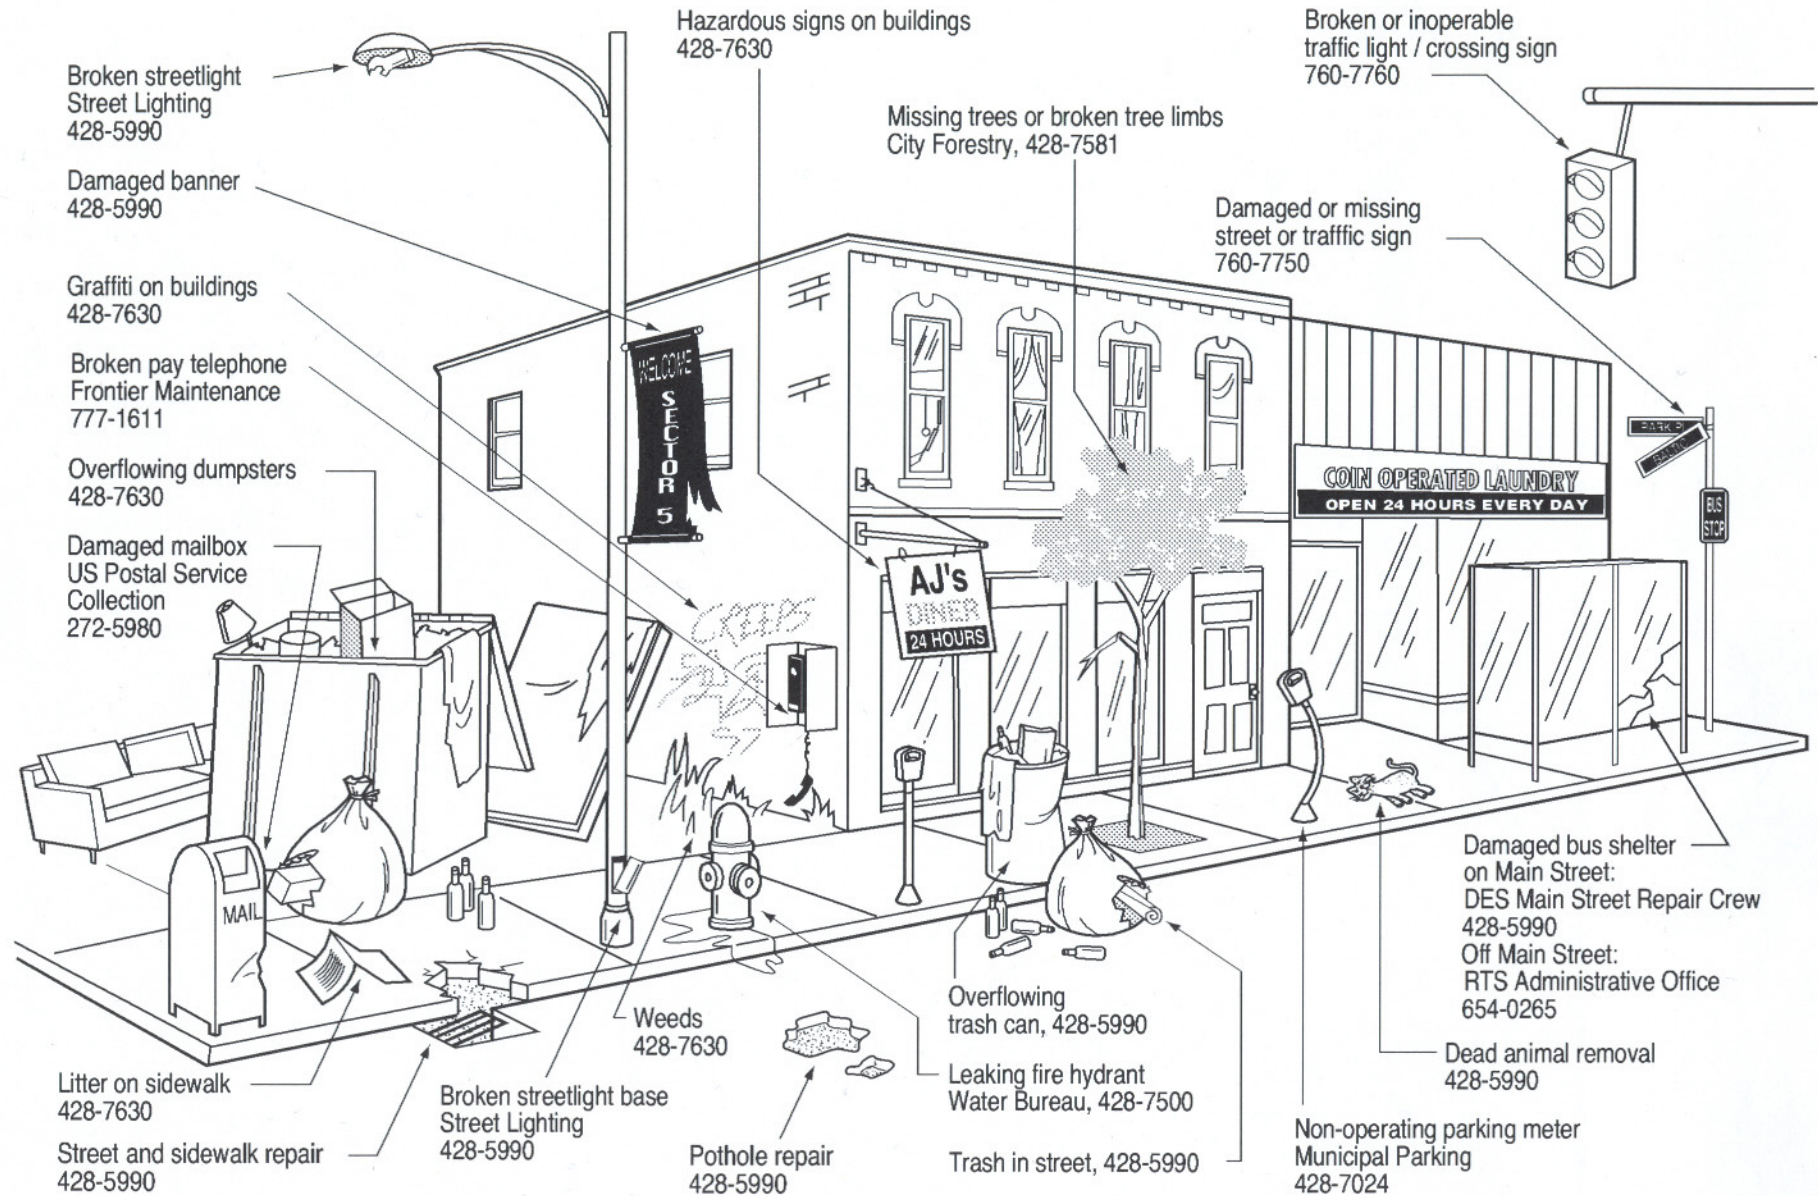 Hazardous signs on buildings
428-7630
Broken or inoperable
traffic light / crossing sign
760-7760
Broken streetlight
Street Lighting
428-5990
Missing trees or broken tree limbs
City Forestry, 428-7581
Damaged banner
428-5990
Damaged or missing
street or trafffic sign
760-7750
Graffiti on buildings
428-7630
Broken pay telephone
Frontier Maintenance
777-1611
Overflowing dumpsters
428-7630
Damaged mailbox
US Postal Service
Collection
272-5980
WELCOME
SECTOR 5
PARK PL
COIN OPERATED LAUNDRY
OPEN 24 HOURS EVERY DAY
BUS
STOP
AJ's
DINER
24 HOURS
CREEPS
MAIL
Damaged bus shelter
on Main Street:
DES Main Street Repair Crew
428-5990
Off Main Street:
RTS Administrative Office
654-0265
Weeds
428-7630
Overflowing
trash can, 428-5990
Dead animal removal
428-5990
Litter on sidewalk
428-7630
Broken streetlight base
Street Lighting
428-5990
Leaking fire hydrant
Water Bureau, 428-7500
Street and sidewalk repair
428-5990
Pothole repair
428-5990
Trash in street, 428-5990
Non-operating parking meter
Municipal Parking
428-7024